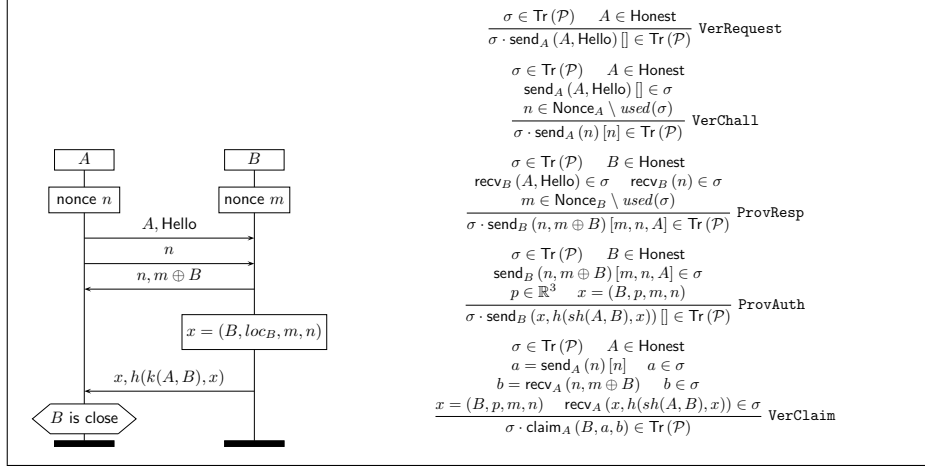 A
B
nonce n
nonce m
A, Hello
n
n, m ⊕ B
x = (B, loc_B, m, n)
x, h(k(A, B), x)
B is close
σ ∈ Tr (P) A ∈ Honest
σ · send_A (A, Hello) [] ∈ Tr (P) VerRequest
σ ∈ Tr (P) A ∈ Honest
send_A (A, Hello) [] ∈ σ
n ∈ Nonce_A \ used(σ)
σ · send_A (n) [n] ∈ Tr (P) VerChall
σ ∈ Tr (P) B ∈ Honest
recv_B (A, Hello) ∈ σ recv_B (n) ∈ σ
m ∈ Nonce_B \ used(σ)
σ · send_B (n, m ⊕ B) [m, n, A] ∈ Tr (P) ProvResp
σ ∈ Tr (P) B ∈ Honest
send_B (n, m ⊕ B) [m, n, A] ∈ σ
p ∈ ℝ³ x = (B, p, m, n)
σ · send_B (x, h(sh(A, B), x)) [] ∈ Tr (P) ProvAuth
σ ∈ Tr (P) A ∈ Honest
a = send_A (n) [n] a ∈ σ
b = recv_A (n, m ⊕ B) b ∈ σ
x = (B, p, m, n) recv_A (x, h(sh(A, B), x)) ∈ σ
σ · claim_A (B, a, b) ∈ Tr (P) VerClaim